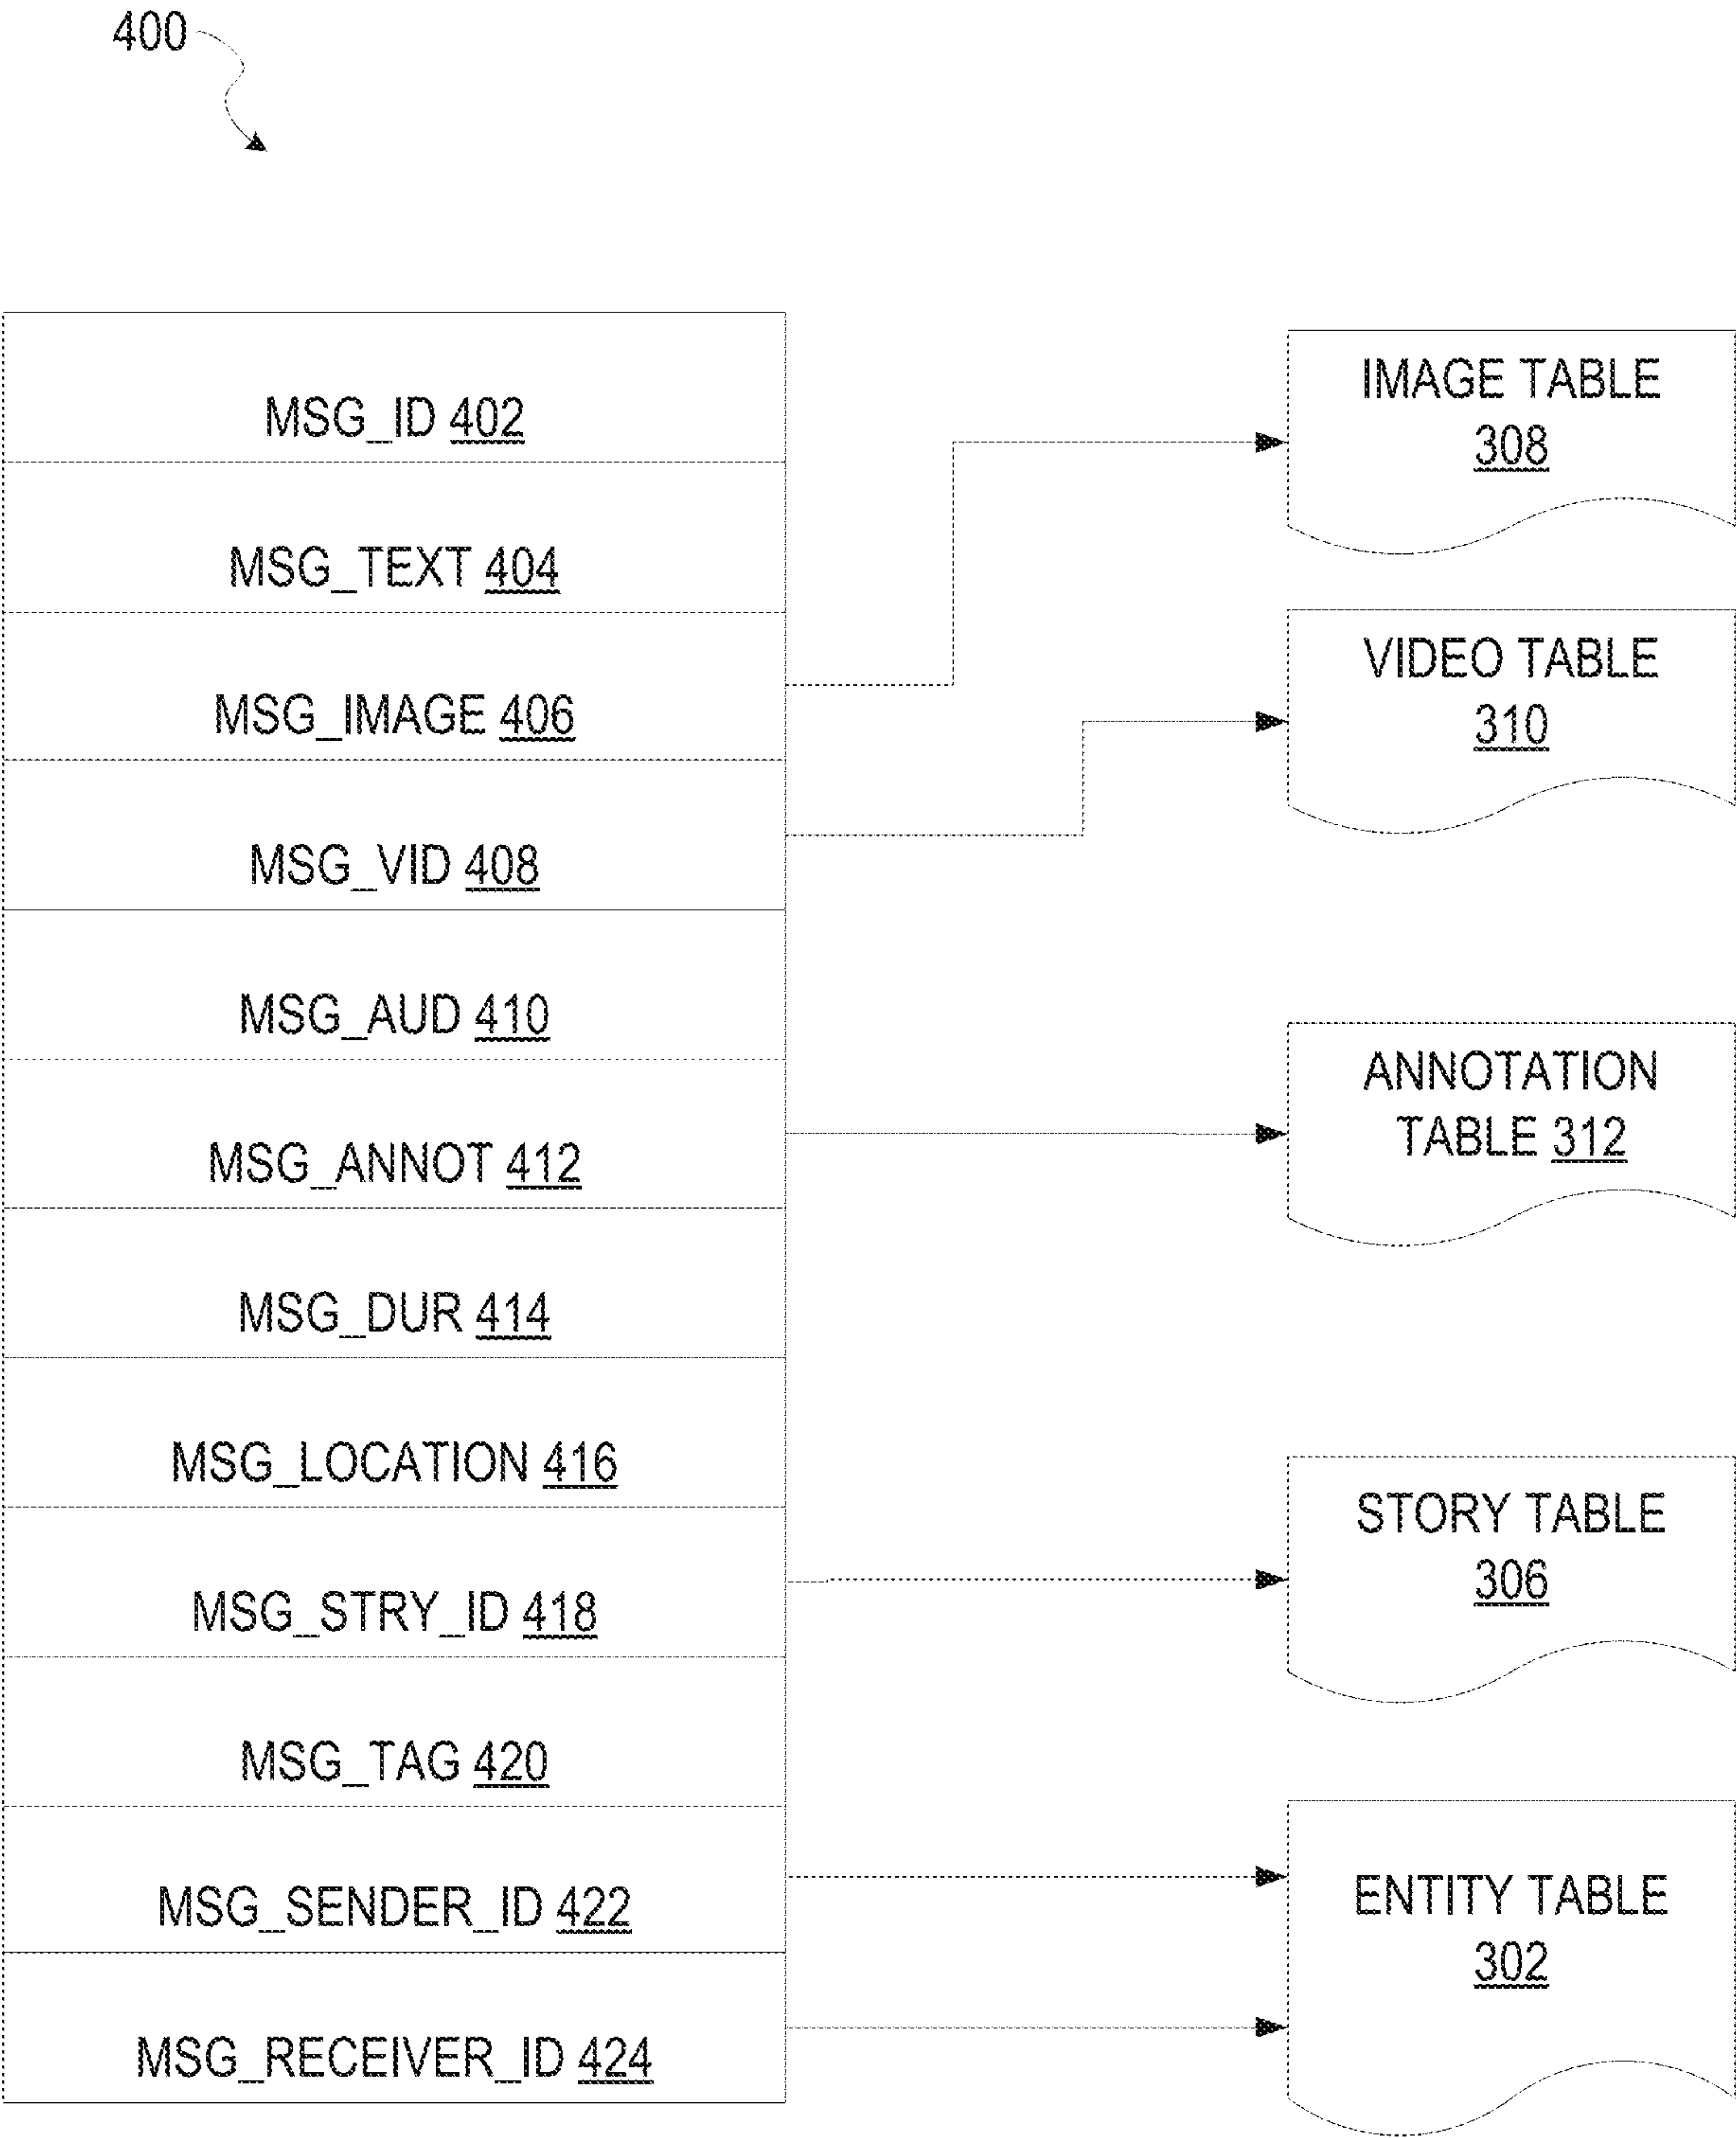 400
MSG_ID 402
MSG_TEXT 404
MSG_IMAGE 406
MSG_VID 408
MSG_AUD 410
MSG_ANNOT 412
MSG_DUR 414
MSG_LOCATION 416
MSG_STRY_ID 418
MSG_TAG 420
MSG_SENDER_ID 422
MSG_RECEIVER_ID 424
IMAGE TABLE
308
VIDEO TABLE
310
ANNOTATION
TABLE 312
STORY TABLE
306
ENTITY TABLE
302